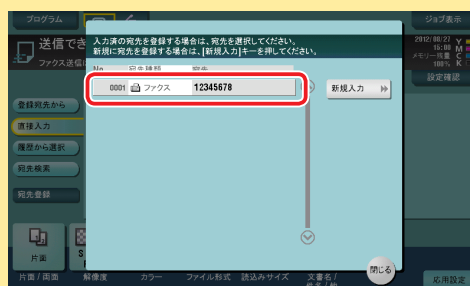 プログラム
ジョブ表示
送信でき
ファクス送信
入力済の宛先を登録する場合は、宛先を選択してください。
新規に宛先を登録する場合は、[新規入力]キーを押してください。
2012/08/27
15:08
メモリー残量
100%
Y
M
C
K
設定確認
No.
宛先種類
宛先
0001 ファクス 12345678
新規入力
登録宛先から
直接入力
履歴から選択
宛先検索
宛先登録
片面
S
閉じる
片面/両面
解像度
カラー
ファイル形式
読込みサイズ
文書名/
応用設定